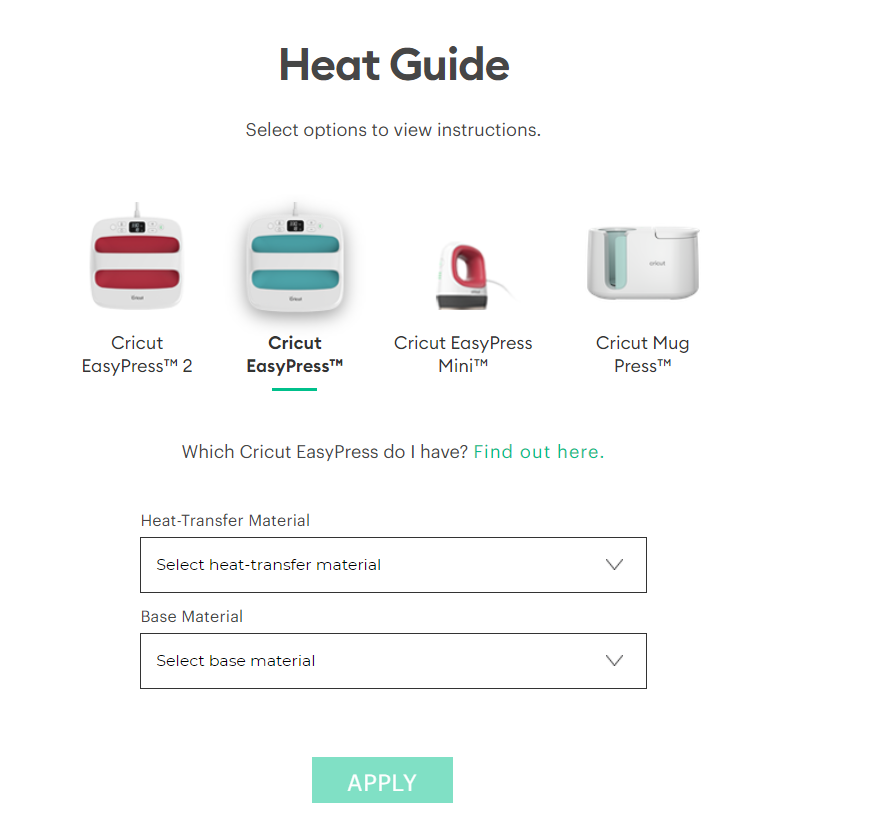 Heat Guide
Select options to view instructions.
cricut
Cricut
EasyPress™ 2
Cricut
EasyPress™
Cricut EasyPress
Mini™
Cricut Mug
Press™
Which Cricut EasyPress do I have? Find out here.
Heat-Transfer Material
Select heat-transfer material
Base Material
Select base material
APPLY